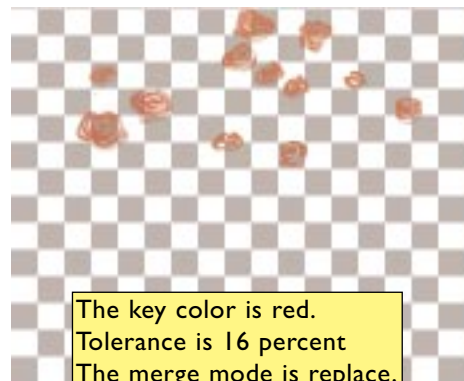 The key color is red.
Tolerance is 16 percent
The merge mode is replace.